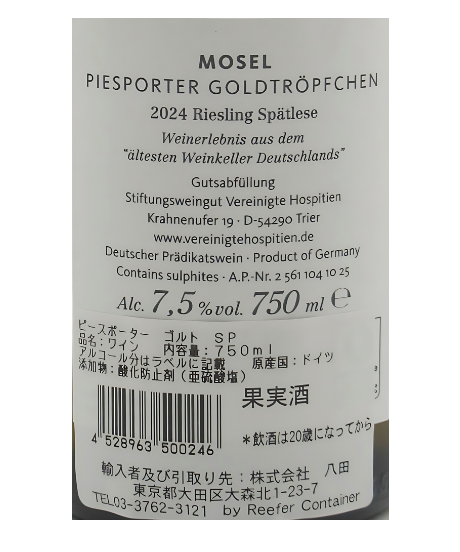 MOSEL
PIESPORTER GOLDTRÖPFCHEN
2024 Riesling Spätlese
Weinerlebnis aus dem
"ältesten Weinkeller Deutschlands"
Gutsabfüllung
Stiftungsweingut Vereinigte Hospitien
Krahnenufer 19 · D-54290 Trier
www.vereinigtehospitien.de
Deutscher Prädikatswein · Product of Germany
Contains sulphites · A.P.-Nr. 2 561 104 10 25
Alc. 7,5 %vol. 750 ml ℮
ピースポーター ゴルト SP
品名:ワイン 内容量:750ml
アルコール分はラベルに記載 原産国:ドイツ
添加物:酸化防止剤(亜硫酸塩)
果実酒
4 528963 500246
*飲酒は20歳になってから
輸入者及び引取り先:株式会社 八田
東京都大田区大森北1-23-7
TEL03-3762-3121 by Reefer Container